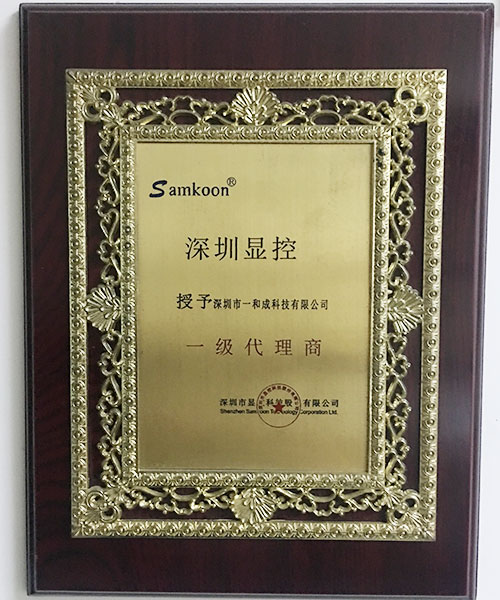 Samkoon®
深圳显控
授予深圳市一和成科技有限公司
一级代理商
深圳市显 科 股 有限公司
Shenzhen Samkoon Technology Corporation Ltd.